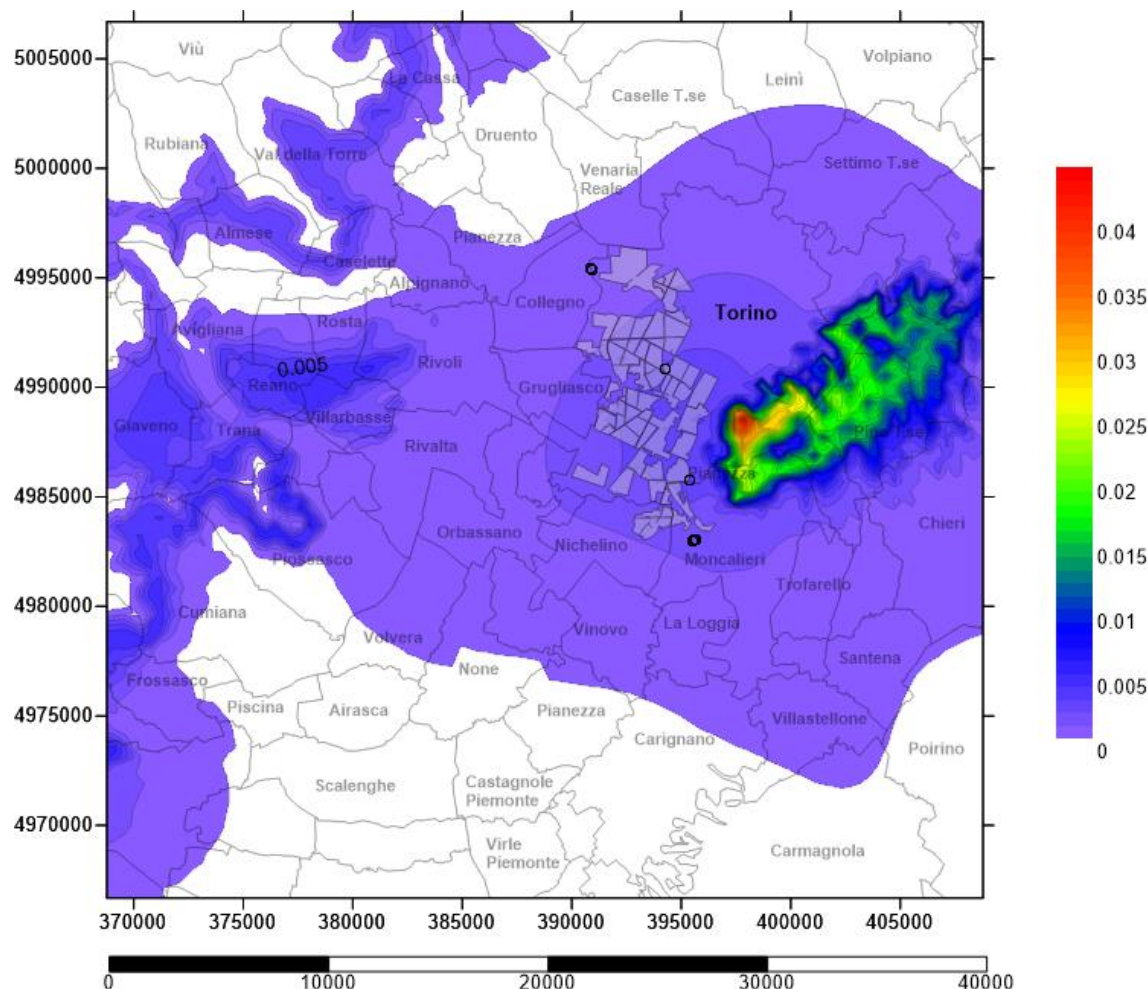 5005000
Viù
Volpiano
La Cassa
Leinì
Caselle T.se
Rubiana
Druento
Val della Torre
5000000
Venaria
Reale
Settimo T.se
Almese
Pianezza
Caselette
4995000
Alpignano
Collegno
Torino
Avigliana
Rosta
0.005
Rivoli
4990000
Reano
Grugliasco
Villarbasse
Giaveno
Trana
Pino T.se
Rivalta
Pianezza
4985000
Orbassano
Chieri
Nichelino
Moncalieri
Piossasco
Trofarello
4980000
Cumiana
Volvera
Vinovo
La Loggia
Santena
None
Frossasco
4975000
Piscina
Airasca
Pianezza
Villastellone
Carignano
Poirino
Scalenghe
Castagnole
Piemonte
4970000
Virle
Piemonte
Carmagnola
370000
375000
380000
385000
390000
395000
400000
405000
0
10000
20000
30000
40000
0.04
0.035
0.03
0.025
0.02
0.015
0.01
0.005
0